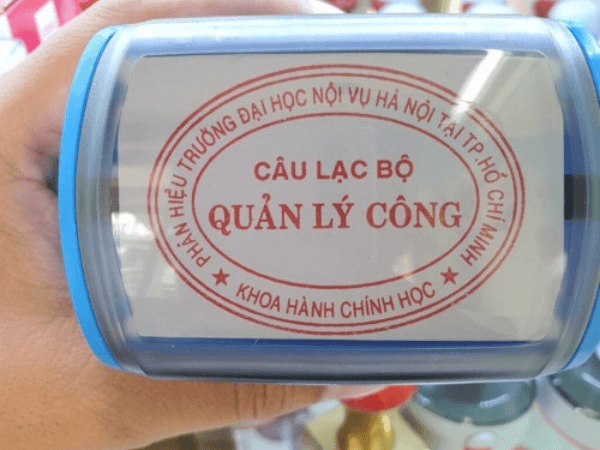 PHÂN HIỆU TRƯỜNG ĐẠI HỌC NỘI VỤ HÀ NỘI TẠI TP.HỒ CHÍ MINH
CÂU LẠC BỘ
QUẢN LÝ CÔNG
★ KHOA HÀNH CHÍNH HỌC ★